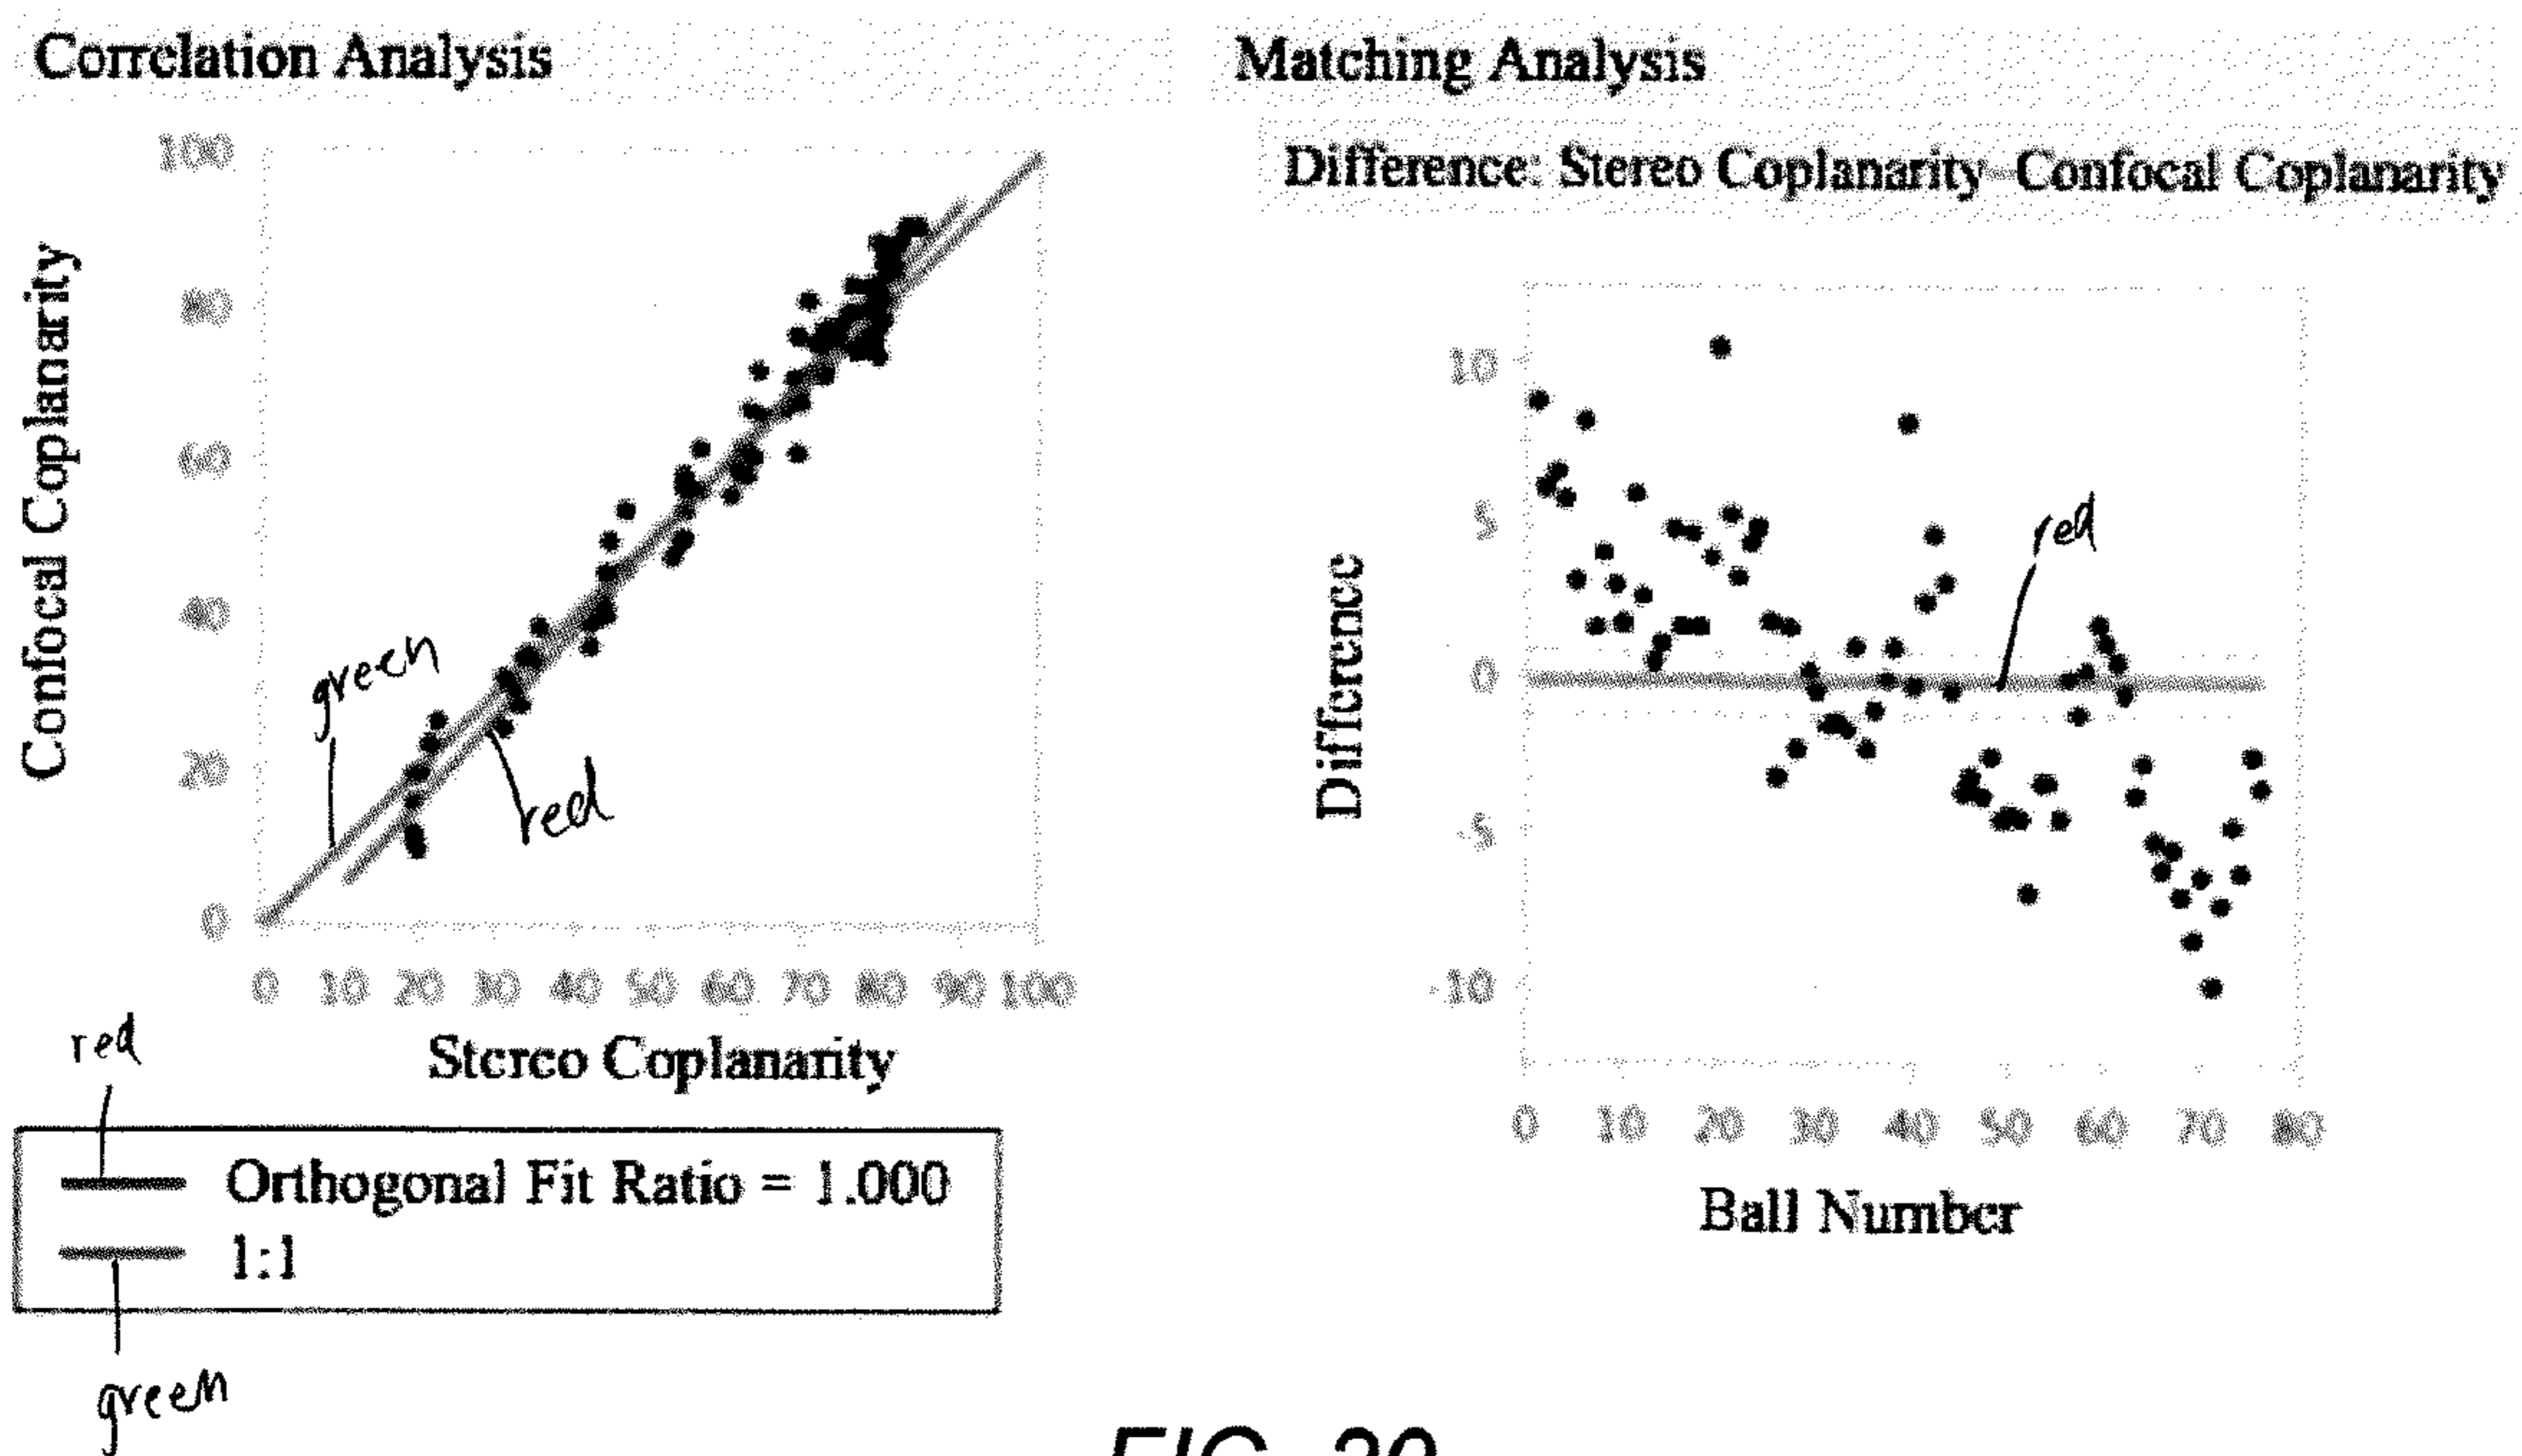 Correlation Analysis
100
80
60
40
20
0
Confocal Coplanarity
green
red
0 10 20 30 40 50 60 70 80 90 100
Stereo Coplanarity
red
Orthogonal Fit Ratio = 1.000
1:1
green
Matching Analysis
Difference: Stereo Coplanarity-Confocal Coplanarity
10
5
0
-5
-10
Difference
red
0 10 20 30 40 50 60 70 80
Ball Number
FIG. 20